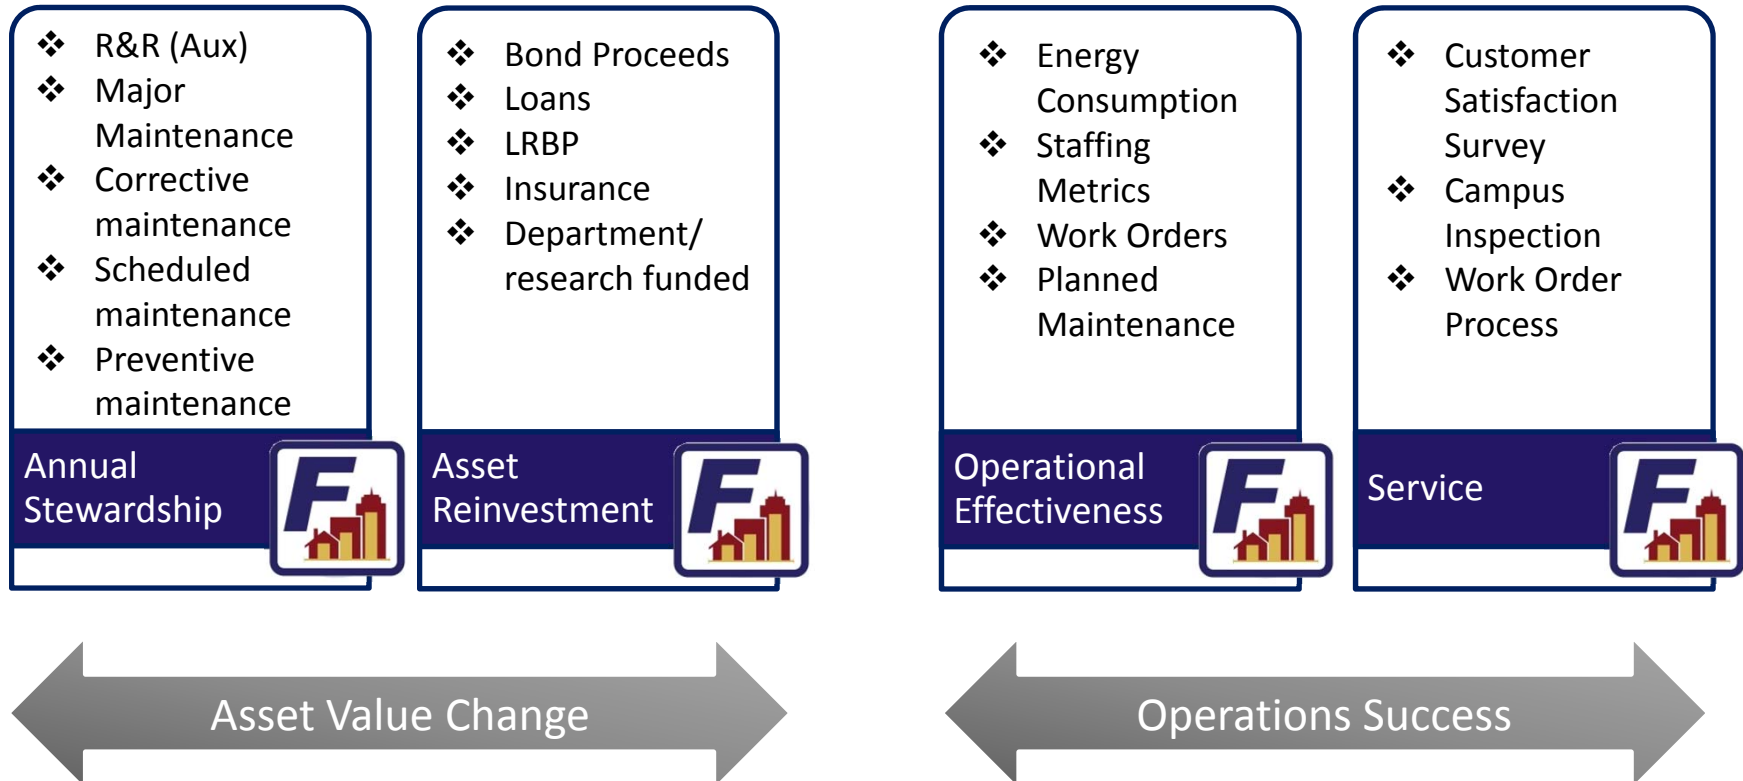 ❖ R&R (Aux)
❖ Major
Maintenance
❖ Corrective
maintenance
❖ Scheduled
maintenance
❖ Preventive
maintenance
Annual
Stewardship
F
❖ Bond Proceeds
❖ Loans
❖ LRBP
❖ Insurance
❖ Department/
research funded
Asset
Reinvestment
F
Asset Value Change
❖ Energy
Consumption
❖ Staffing
Metrics
❖ Work Orders
❖ Planned
Maintenance
Operational
Effectiveness
F
❖ Customer
Satisfaction
Survey
❖ Campus
Inspection
❖ Work Order
Process
Service
F
Operations Success